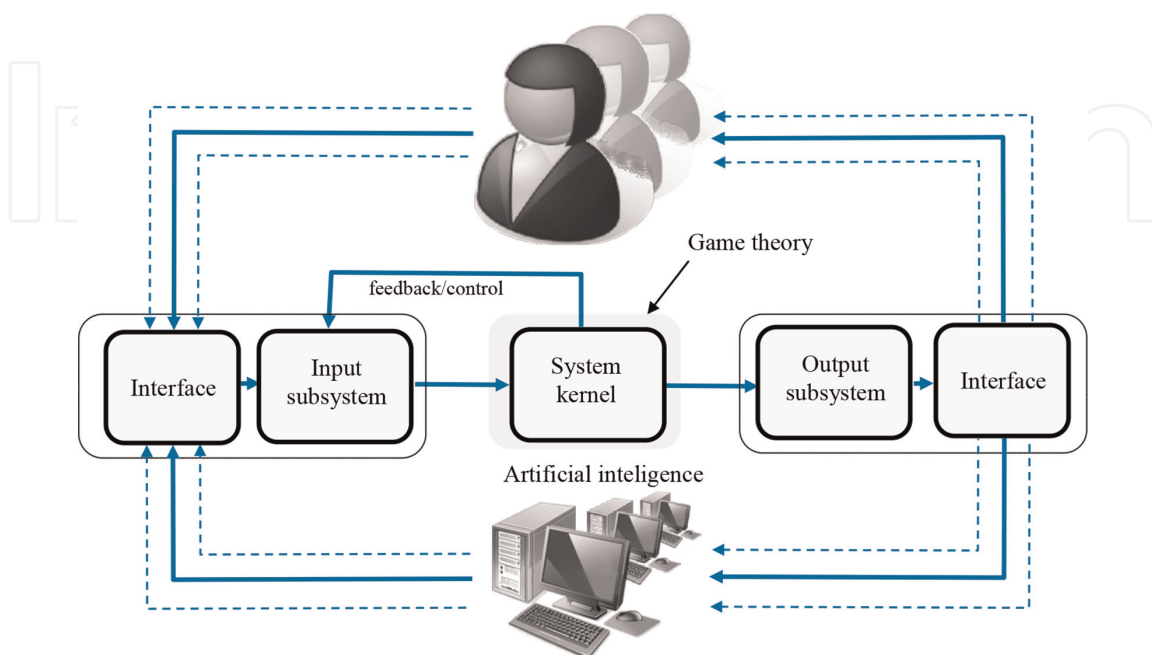 Game theory
feedback/control
Interface
Input
subsystem
System
kernel
Output
subsystem
Interface
Artificial inteligence